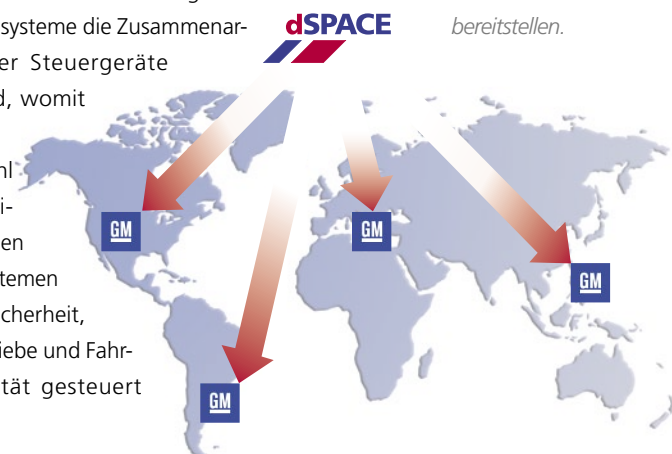 systeme die Zusammenar-
er Steuergeräte
d, womit
hl
i-
en
temen
cherheit,
iebe und Fahr-
tät gesteuert
dSPACE
bereitstellen.
GM
GM
GM
GM